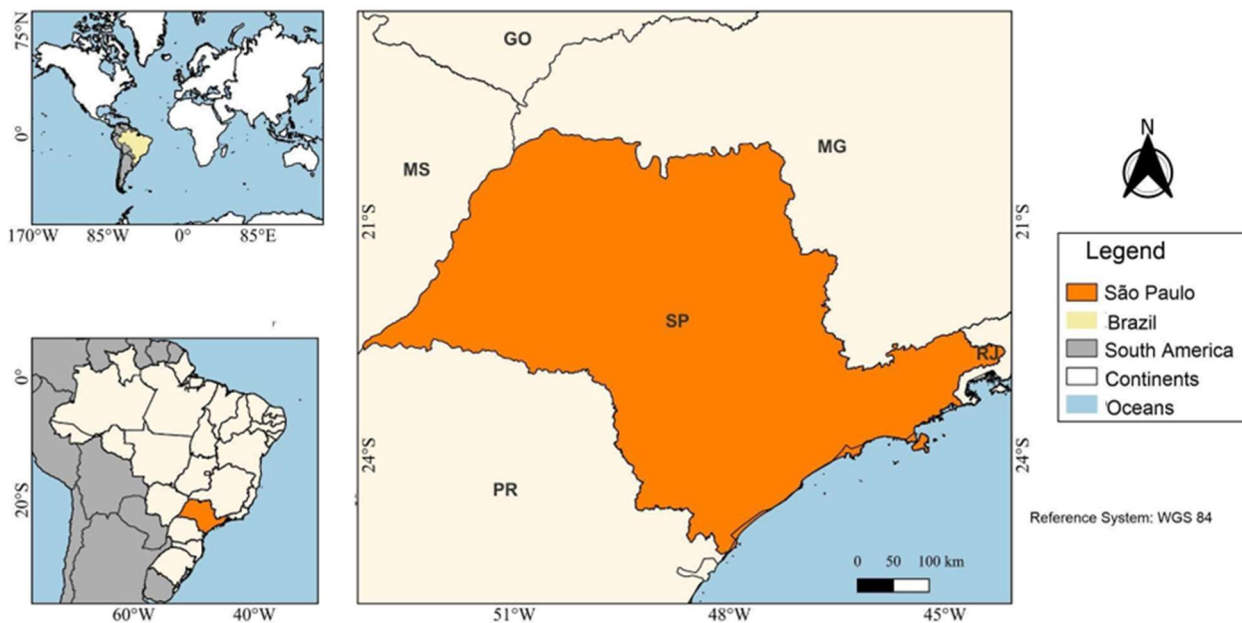 75°N
0°
170°W 85°W 0° 85°E
0°
20°S
60°W 40°W
GO
MS
MG
SP
RJ
PR
21°S
24°S
21°S
24°S
51°W 48°W 45°W
0 50 100 km
N
Legend
São Paulo
Brazil
South America
Continents
Oceans
Reference System: WGS 84